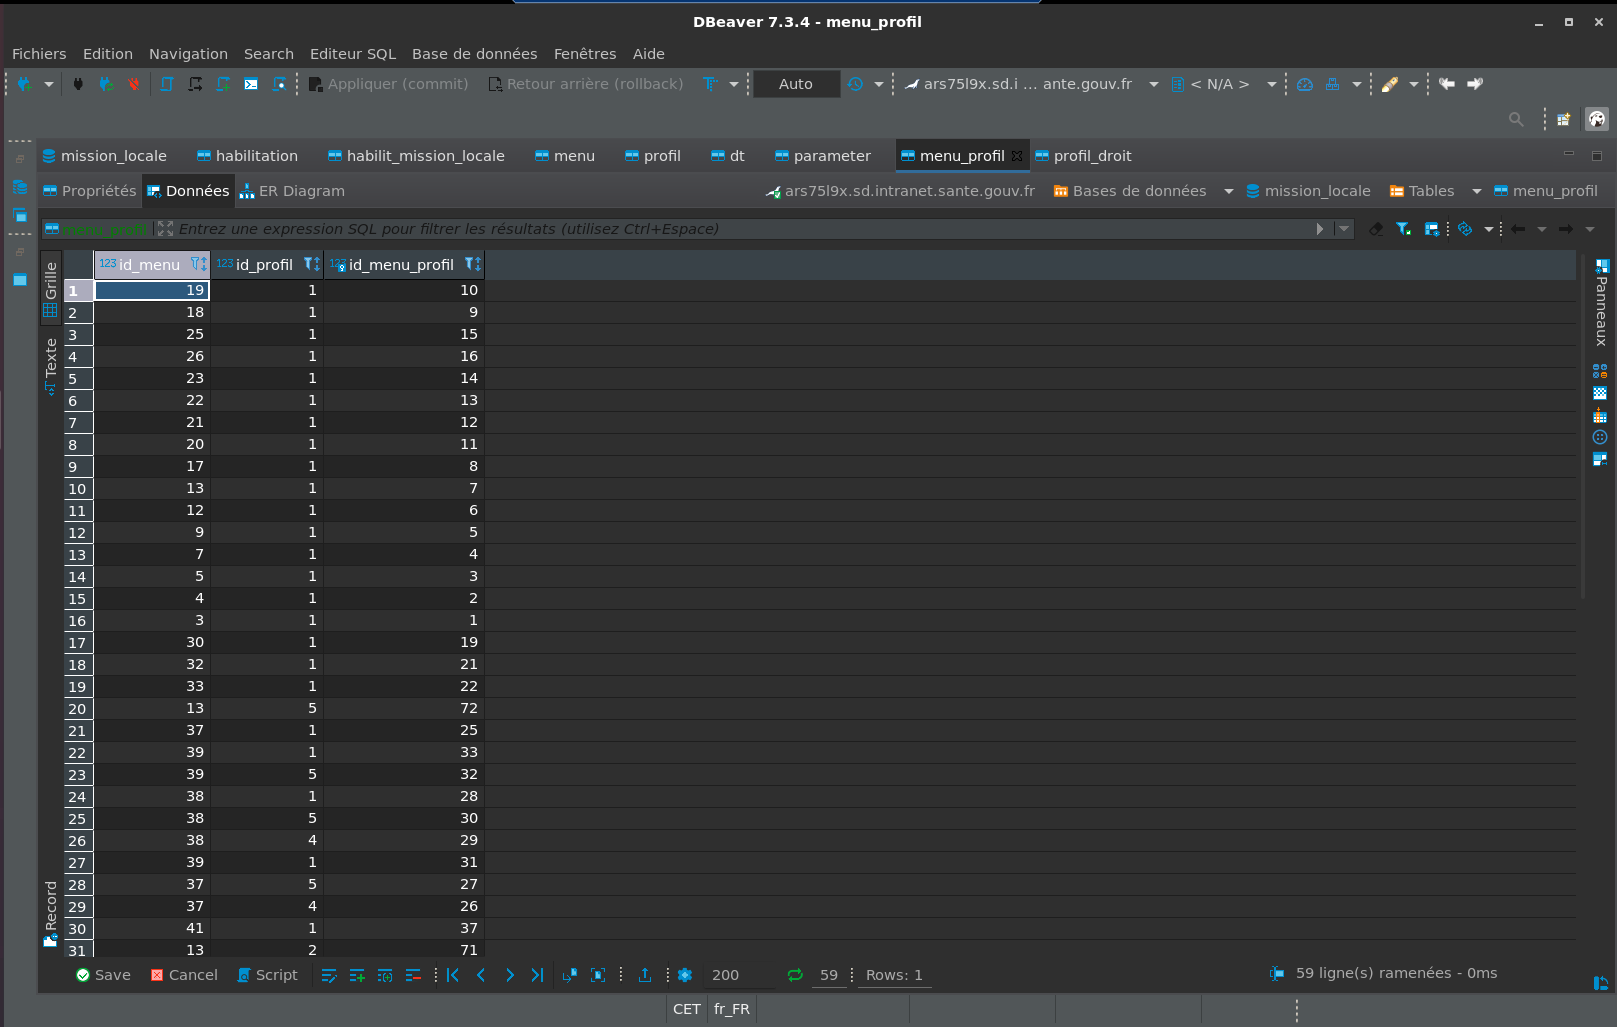 DBeaver 7.3.4 - menu_profil
Fichiers Edition Navigation Search Editeur SQL Base de données Fenêtres Aide
Appliquer (commit) Retour arrière (rollback) Auto ars75l9x.sd.i ... ante.gouv.fr < N/A >
mission_locale habilitation habilit_mission_locale menu profil dt parameter menu_profil profil_droit
Propriétés Données ER Diagram ars75l9x.sd.intranet.sante.gouv.fr Bases de données mission_locale Tables menu_profil
menu_profil Entrez une expression SQL pour filtrer les résultats (utilisez Ctrl+Espace)
Grille
Texte
Record
Panneaux
123 id_menu 123 id_profil 123 id_menu_profil
1 19 1 10
2 18 1 9
3 25 1 15
4 26 1 16
5 23 1 14
6 22 1 13
7 21 1 12
8 20 1 11
9 17 1 8
10 13 1 7
11 12 1 6
12 9 1 5
13 7 1 4
14 5 1 3
15 4 1 2
16 3 1 1
17 30 1 19
18 32 1 21
19 33 1 22
20 13 5 72
21 37 1 25
22 39 1 33
23 39 5 32
24 38 1 28
25 38 5 30
26 38 4 29
27 39 1 31
28 37 5 27
29 37 4 26
30 41 1 37
31 13 2 71
Save Cancel Script 200 59 Rows: 1 59 ligne(s) ramenées - 0ms
CET fr_FR